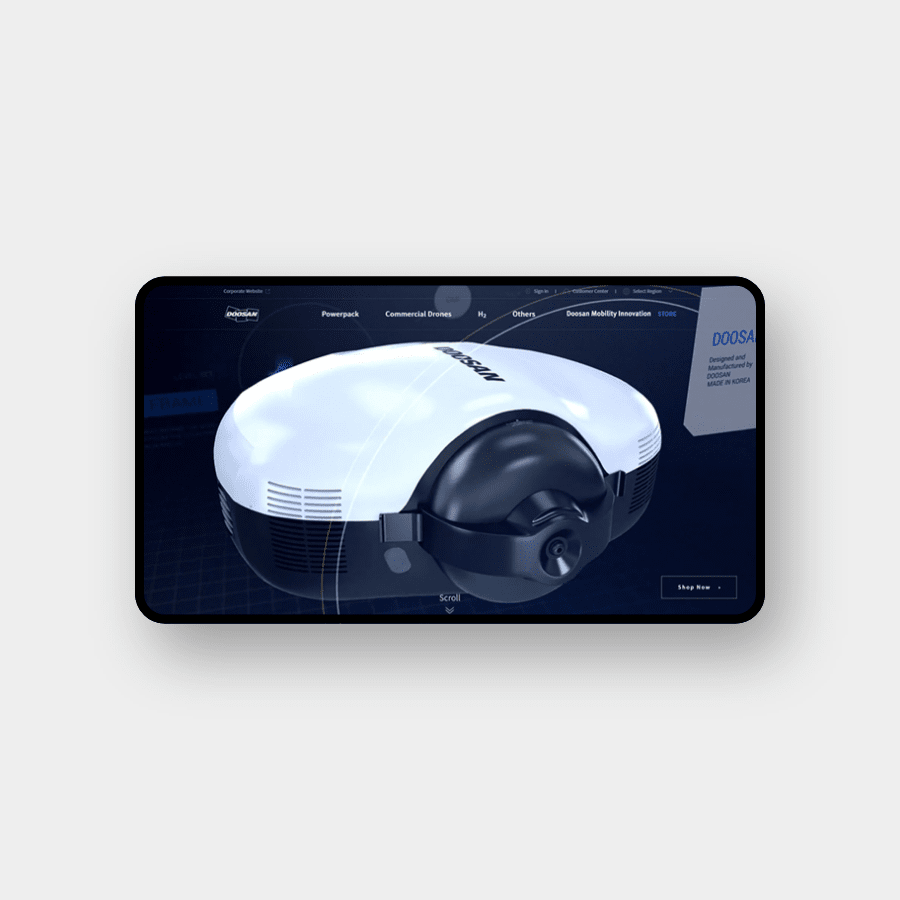 Corporate Website
Sign In | Customer Center | Select Region
DOOSAN
Powerpack
Commercial Drones
H₂
Others
Doosan Mobility Innovation STORE
DOOSAN
DOOSA
Designed and
Manufactured by
DOOSAN
MADE IN KOREA
Shop Now
Scroll